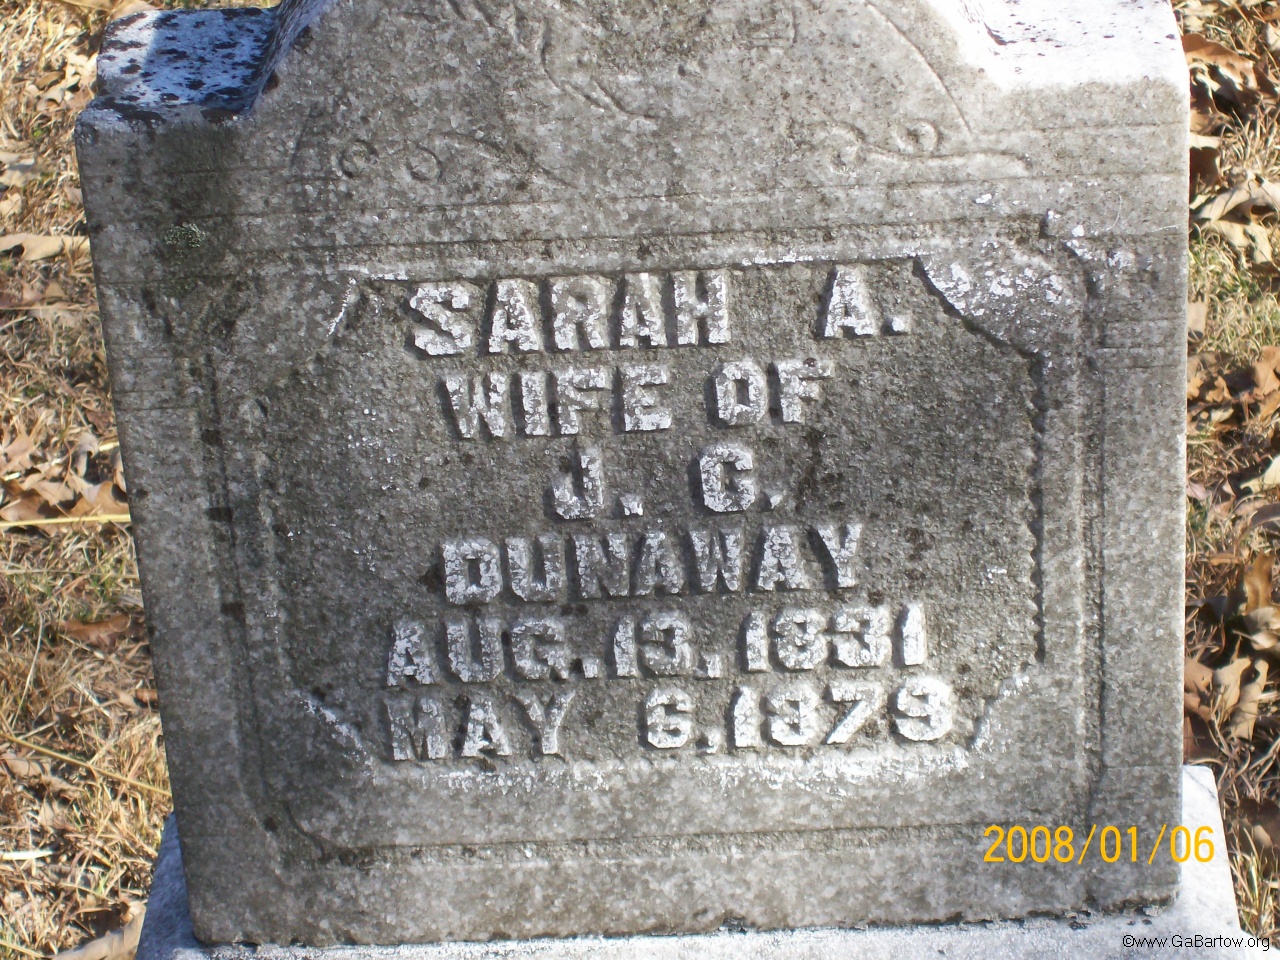 SARAH A.
WIFE OF
J. C.
DUNAWAY
AUG. 13, 1831
MAY 6, 1879
2008/01/06
©www.GaBartow.org